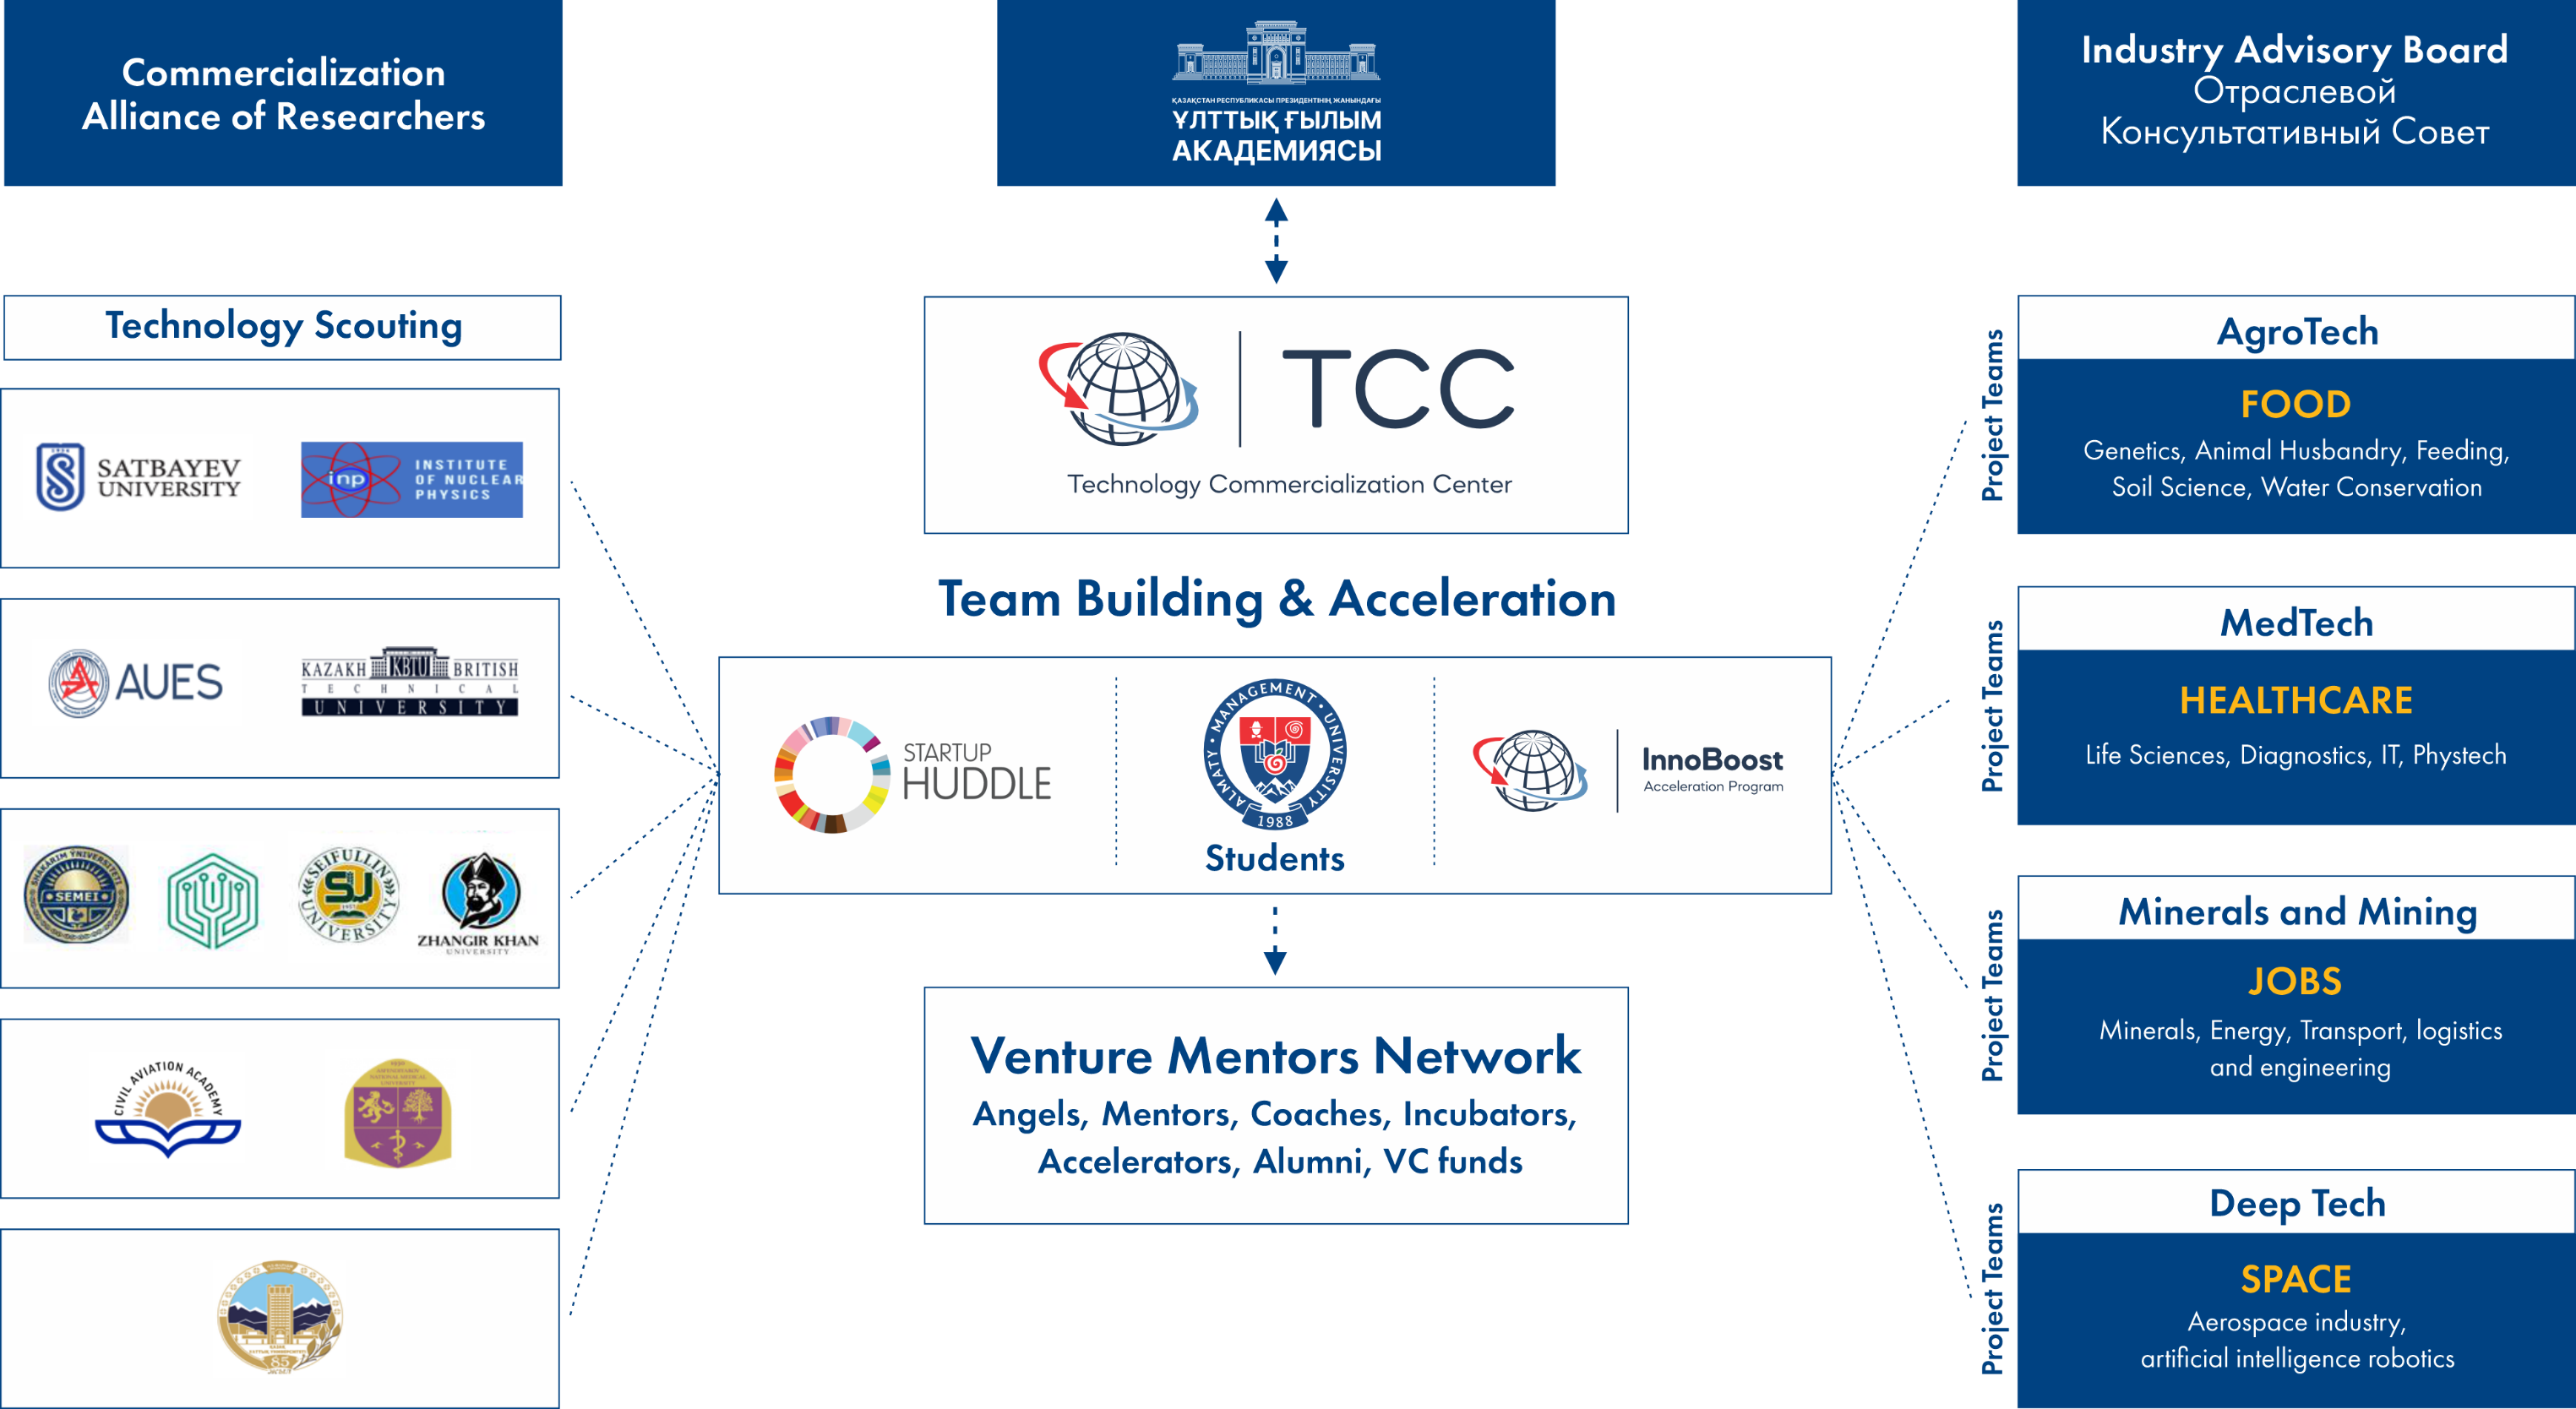 Commercialization
Alliance of Researchers
ҚАЗАҚСТАН РЕСПУБЛИКАСЫ ПРЕЗИДЕНТІНІҢ ЖАНЫНДАҒЫ
ҰЛТТЫҚ ҒЫЛЫМ
АКАДЕМИЯСЫ
Industry Advisory Board
Отраслевой
Консультативный Совет
Technology Scouting
SATBAYEV
UNIVERSITY
inp
INSTITUTE
OF NUCLEAR
PHYSICS
AUES
KAZAKH KBTU BRITISH
TECHNICAL
UNIVERSITY
SEMEI
SEIFULLIN
SU
UNIVERSITY
ZHANGIR KHAN
UNIVERSITY
CIVIL AVIATION ACADEMY
NATIONAL MEDICAL
UNIVERSITY
85
TCC
Technology Commercialization Center
Team Building & Acceleration
STARTUP
HUDDLE
ALMATY • MANAGEMENT • UNIVERSITY
1988
Students
InnoBoost
Acceleration Program
Venture Mentors Network
Angels, Mentors, Coaches, Incubators,
Accelerators, Alumni, VC funds
Project Teams
AgroTech
FOOD
Genetics, Animal Husbandry, Feeding,
Soil Science, Water Conservation
Project Teams
MedTech
HEALTHCARE
Life Sciences, Diagnostics, IT, Phystech
Project Teams
Minerals and Mining
JOBS
Minerals, Energy, Transport, logistics
and engineering
Project Teams
Deep Tech
SPACE
Aerospace industry,
artificial intelligence robotics